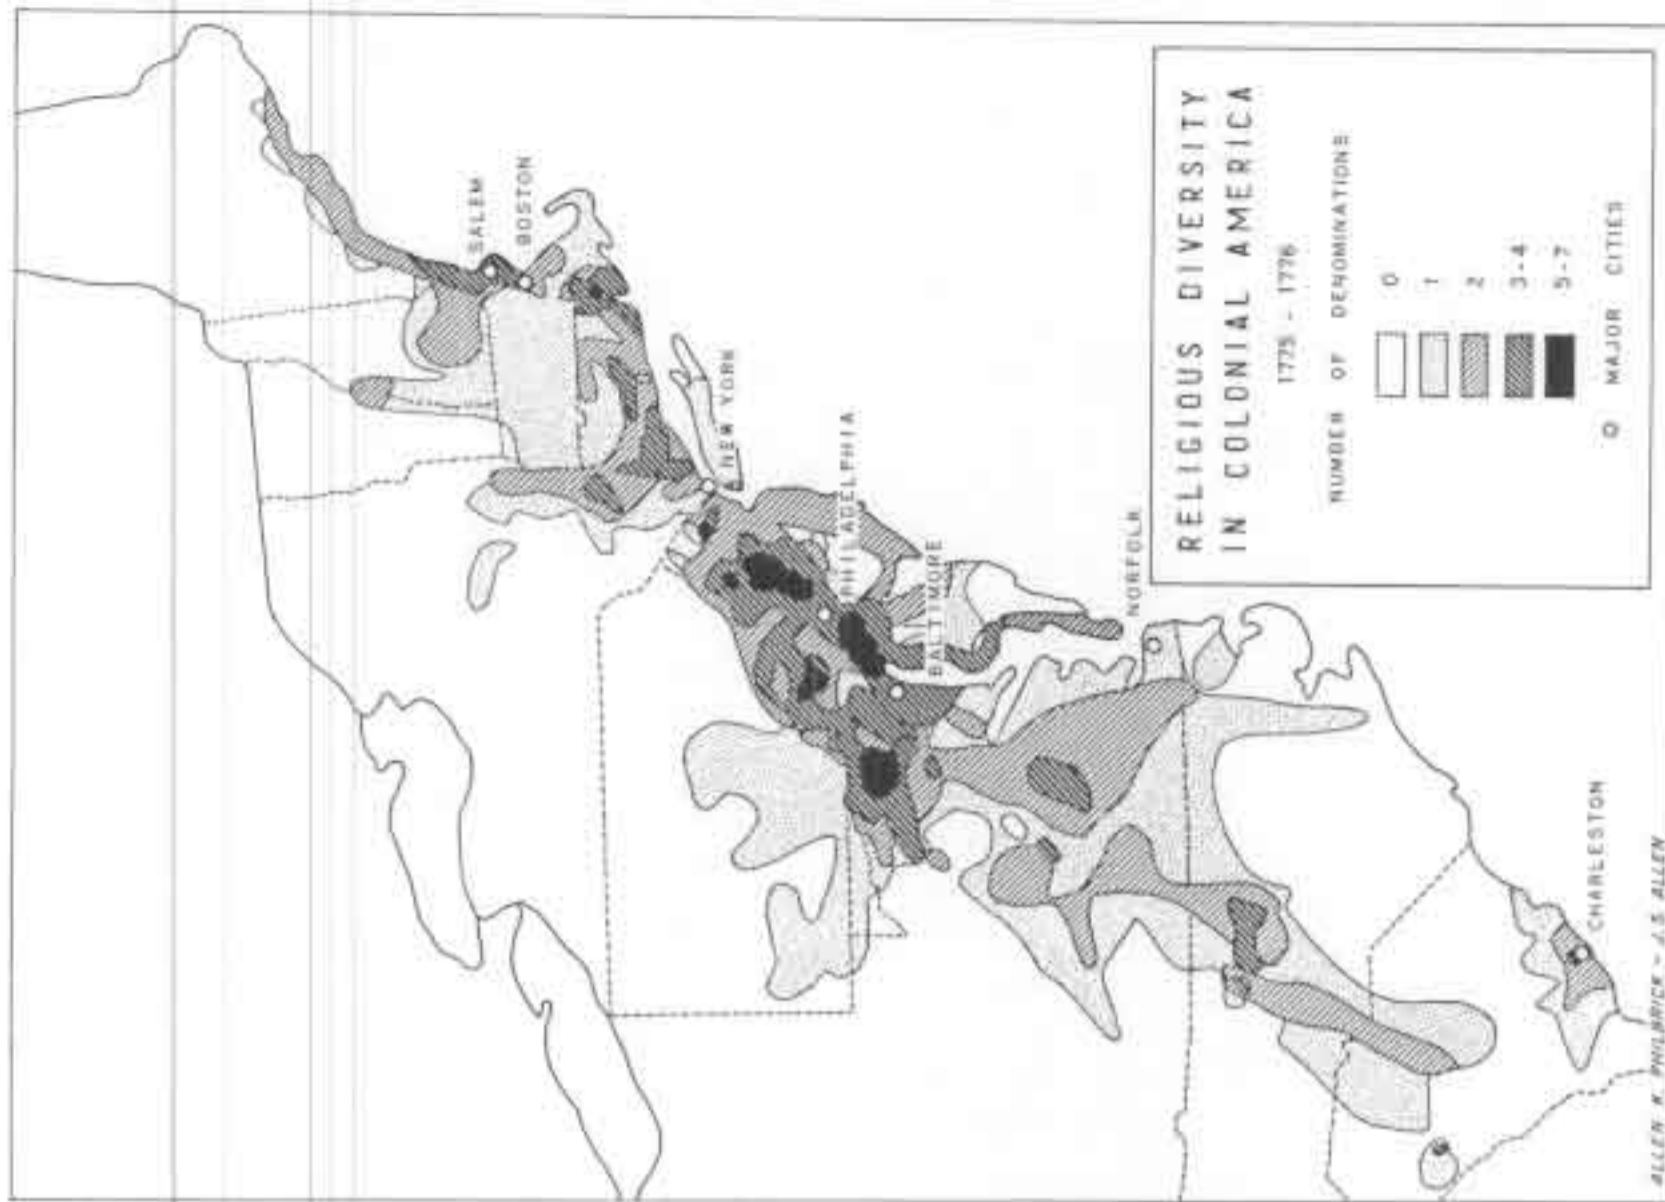 RELIGIOUS DIVERSITY
IN COLONIAL AMERICA
1775 - 1776
NUMBER OF DENOMINATIONS
0
1
2
3-4
5-7
MAJOR CITIES
SALEM
BOSTON
NEW YORK
PHILADELPHIA
BALTIMORE
NORFOLK
CHARLESTON
ALLEN K. PHILBRICK - J.S. ALLEN